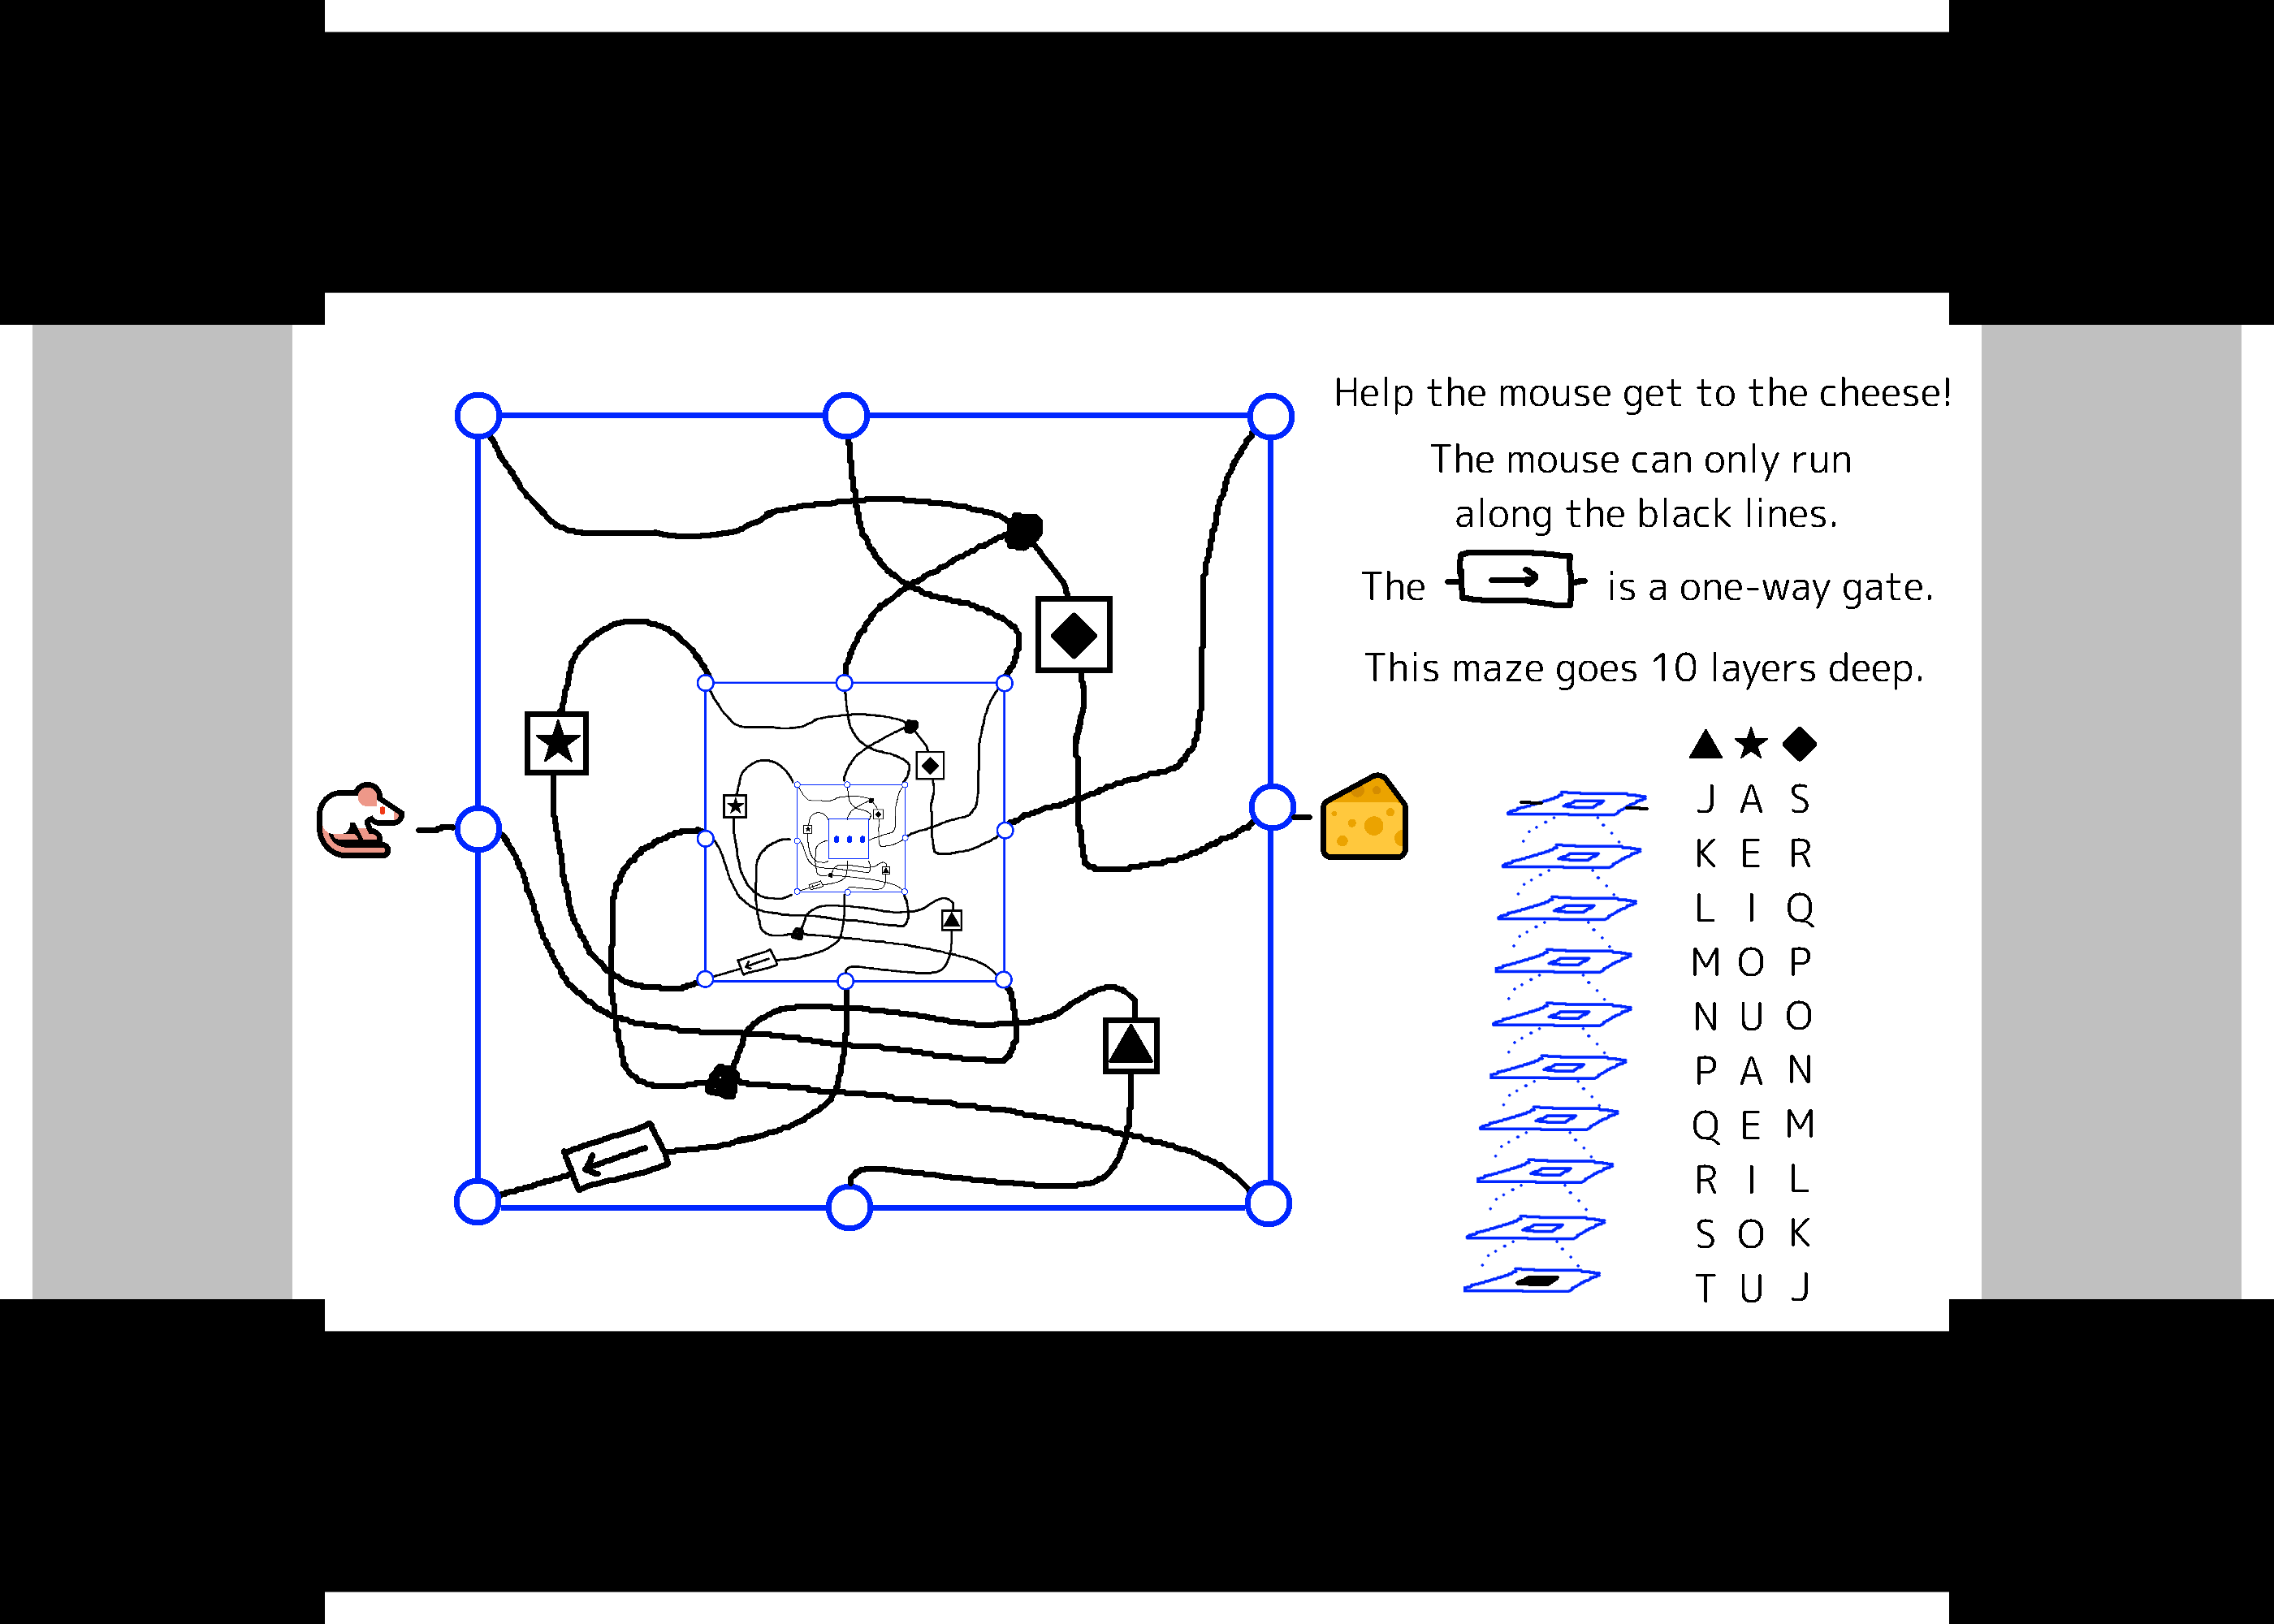 Help the mouse get to the cheese!
The mouse can only run
along the black lines.
The → is a one-way gate.
This maze goes 10 layers deep.
▲ ★ ◆
J A S
K E R
L I Q
M O P
N U O
P A N
Q E M
R I L
S O K
T U J